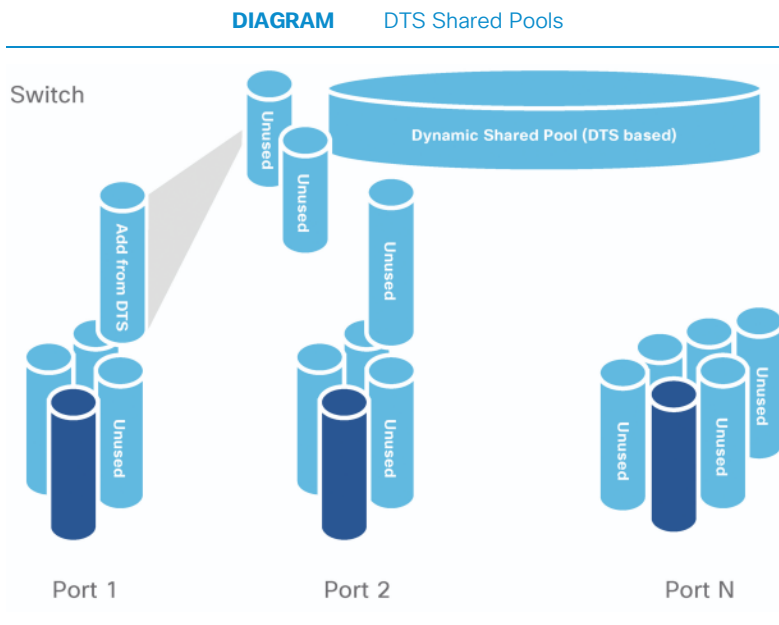 DIAGRAM DTS Shared Pools
Switch
Unused
Unused
Dynamic Shared Pool (DTS based)
Add from DTS
Unused
Unused
Unused
Unused
Unused
Unused
Port 1
Port 2
Port N